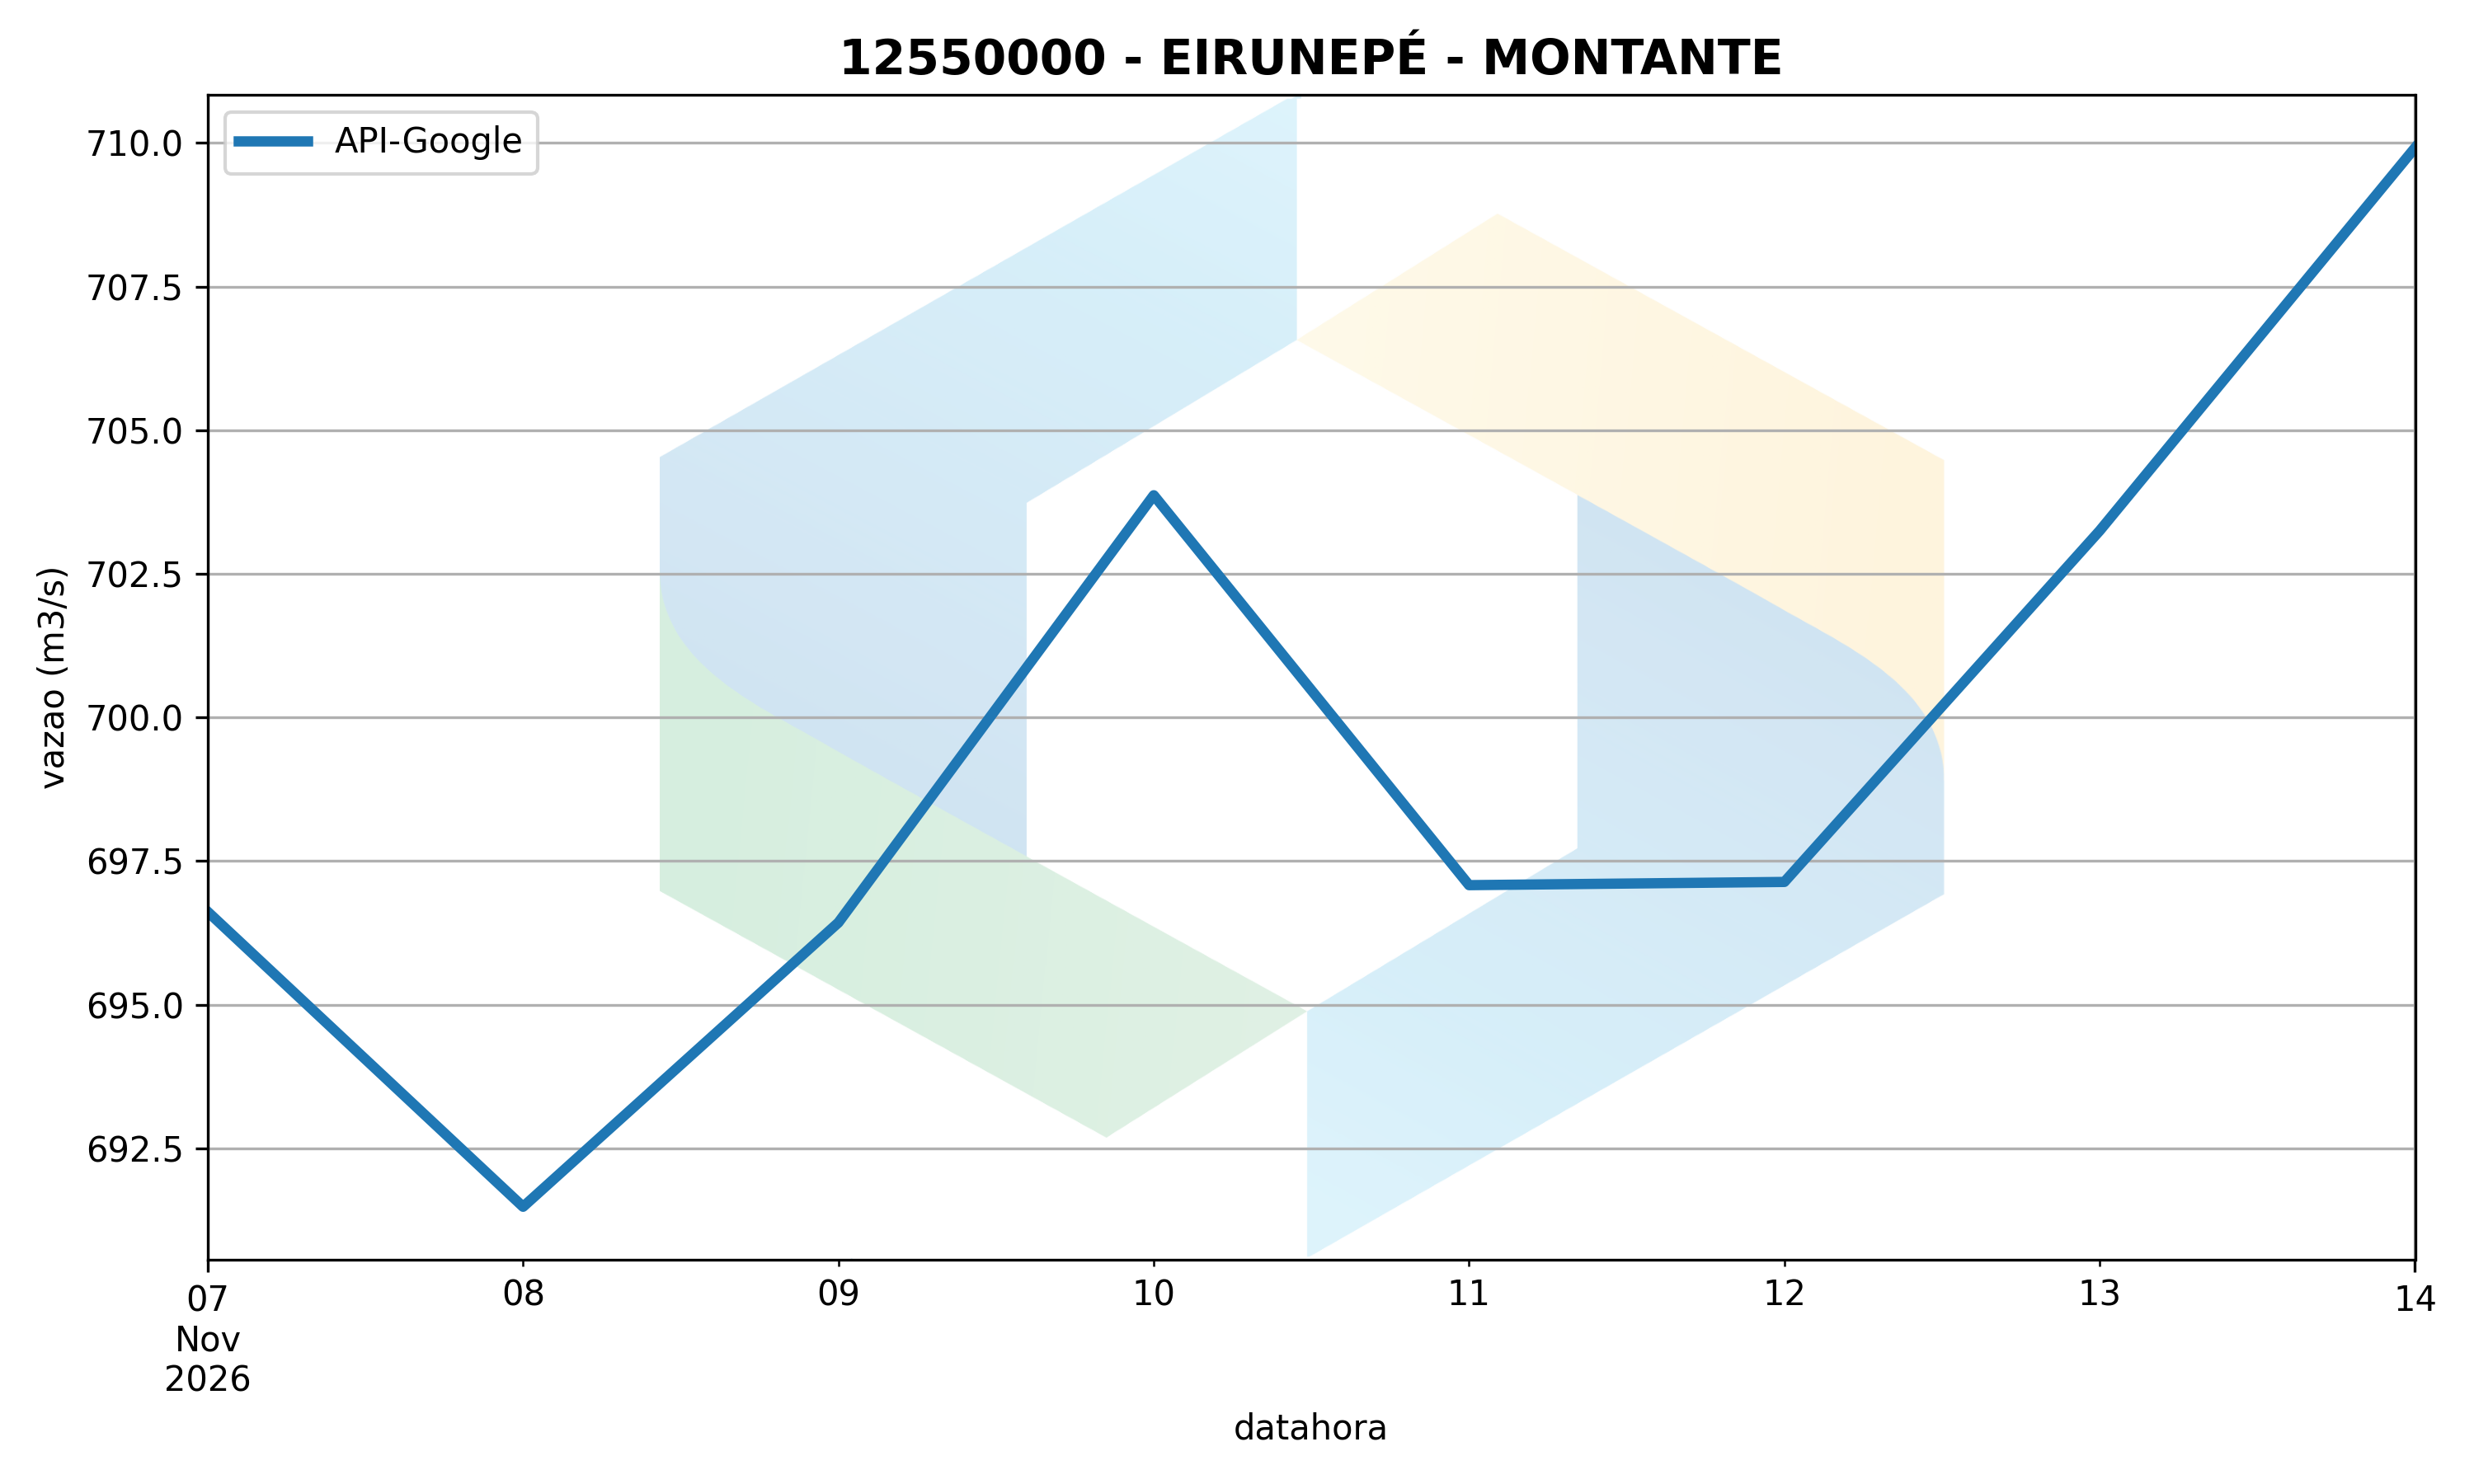 12550000 - EIRUNEPÉ - MONTANTE
API-Google
710.0
707.5
705.0
702.5
700.0
697.5
695.0
692.5
vazao (m3/s)
07 08 09 10 11 12 13 14
Nov
2026
datahora